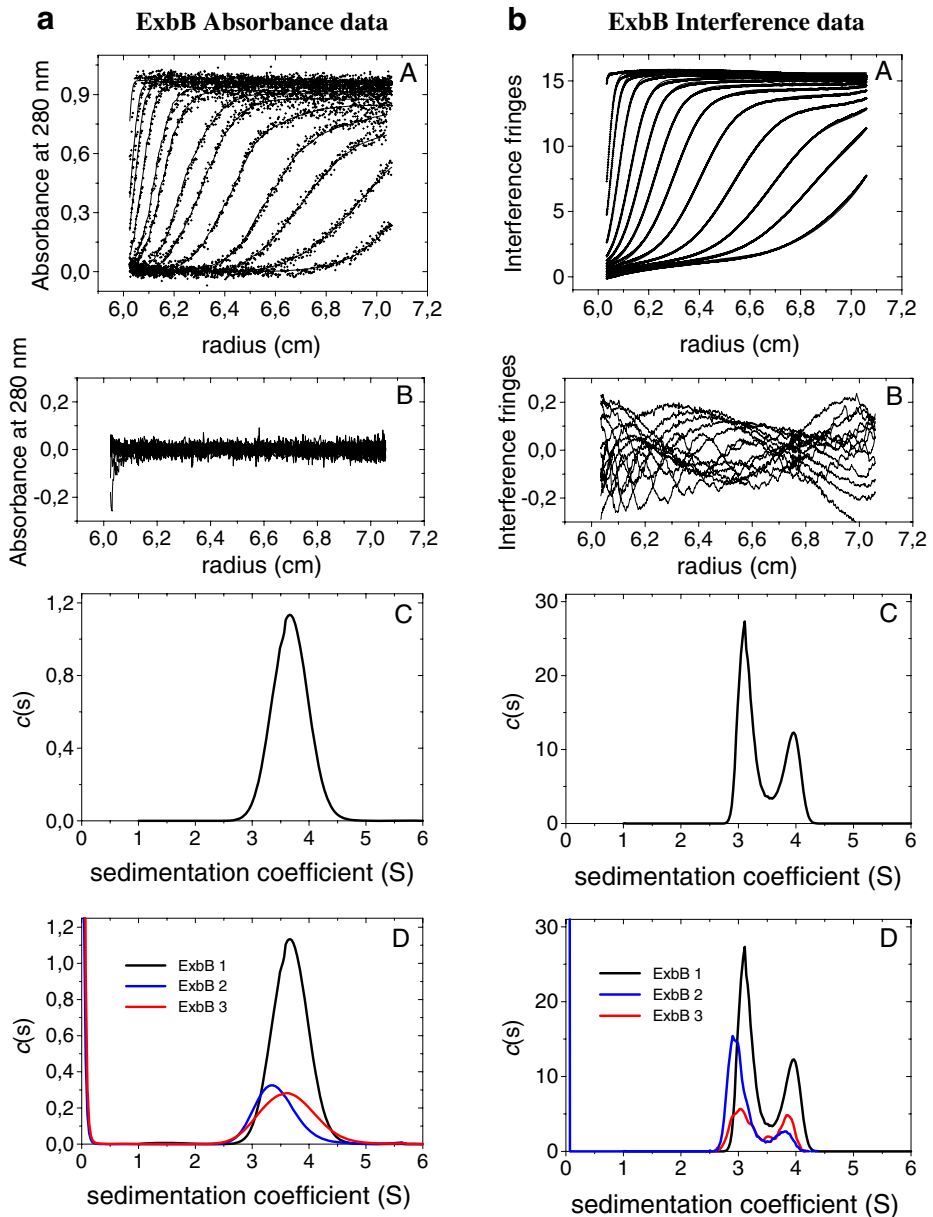 a ExbB Absorbance data
A
Absorbance at 280 nm
0,9
0,6
0,3
0,0
6,0 6,2 6,4 6,6 6,8 7,0 7,2
radius (cm)
B
Absorbance at 280 nm
0,2
0,0
-0,2
6,0 6,2 6,4 6,6 6,8 7,0 7,2
radius (cm)
C
c(s)
1,2
0,8
0,4
0,0
0 1 2 3 4 5 6
sedimentation coefficient (S)
D
c(s)
1,2
1,0
0,8
0,6
0,4
0,2
0,0
ExbB 1
ExbB 2
ExbB 3
0 1 2 3 4 5 6
sedimentation coefficient (S)
b ExbB Interference data
A
Interference fringes
15
10
5
0
6,0 6,2 6,4 6,6 6,8 7,0 7,2
radius (cm)
B
Interference fringes
0,2
0,0
-0,2
6,0 6,2 6,4 6,6 6,8 7,0 7,2
radius (cm)
C
c(s)
30
20
10
0
0 1 2 3 4 5 6
sedimentation coefficient (S)
D
c(s)
30
20
10
0
ExbB 1
ExbB 2
ExbB 3
0 1 2 3 4 5 6
sedimentation coefficient (S)